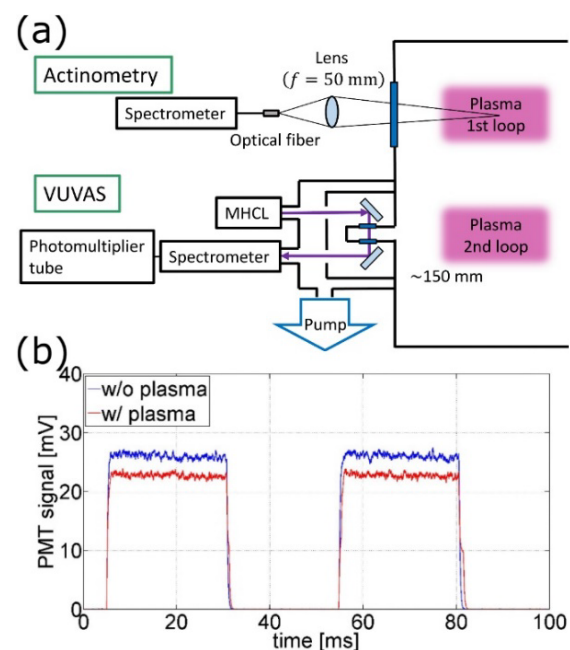 (a)
Actinometry
Lens
(f = 50 mm)
Spectrometer
Optical fiber
Plasma
1st loop
VUVAS
MHCL
Photomultiplier
tube
Spectrometer
Plasma
2nd loop
~150 mm
Pump
(b)
40
30
20
10
0
PMT signal [mV]
w/o plasma
w/ plasma
0 20 40 60 80 100
time [ms]